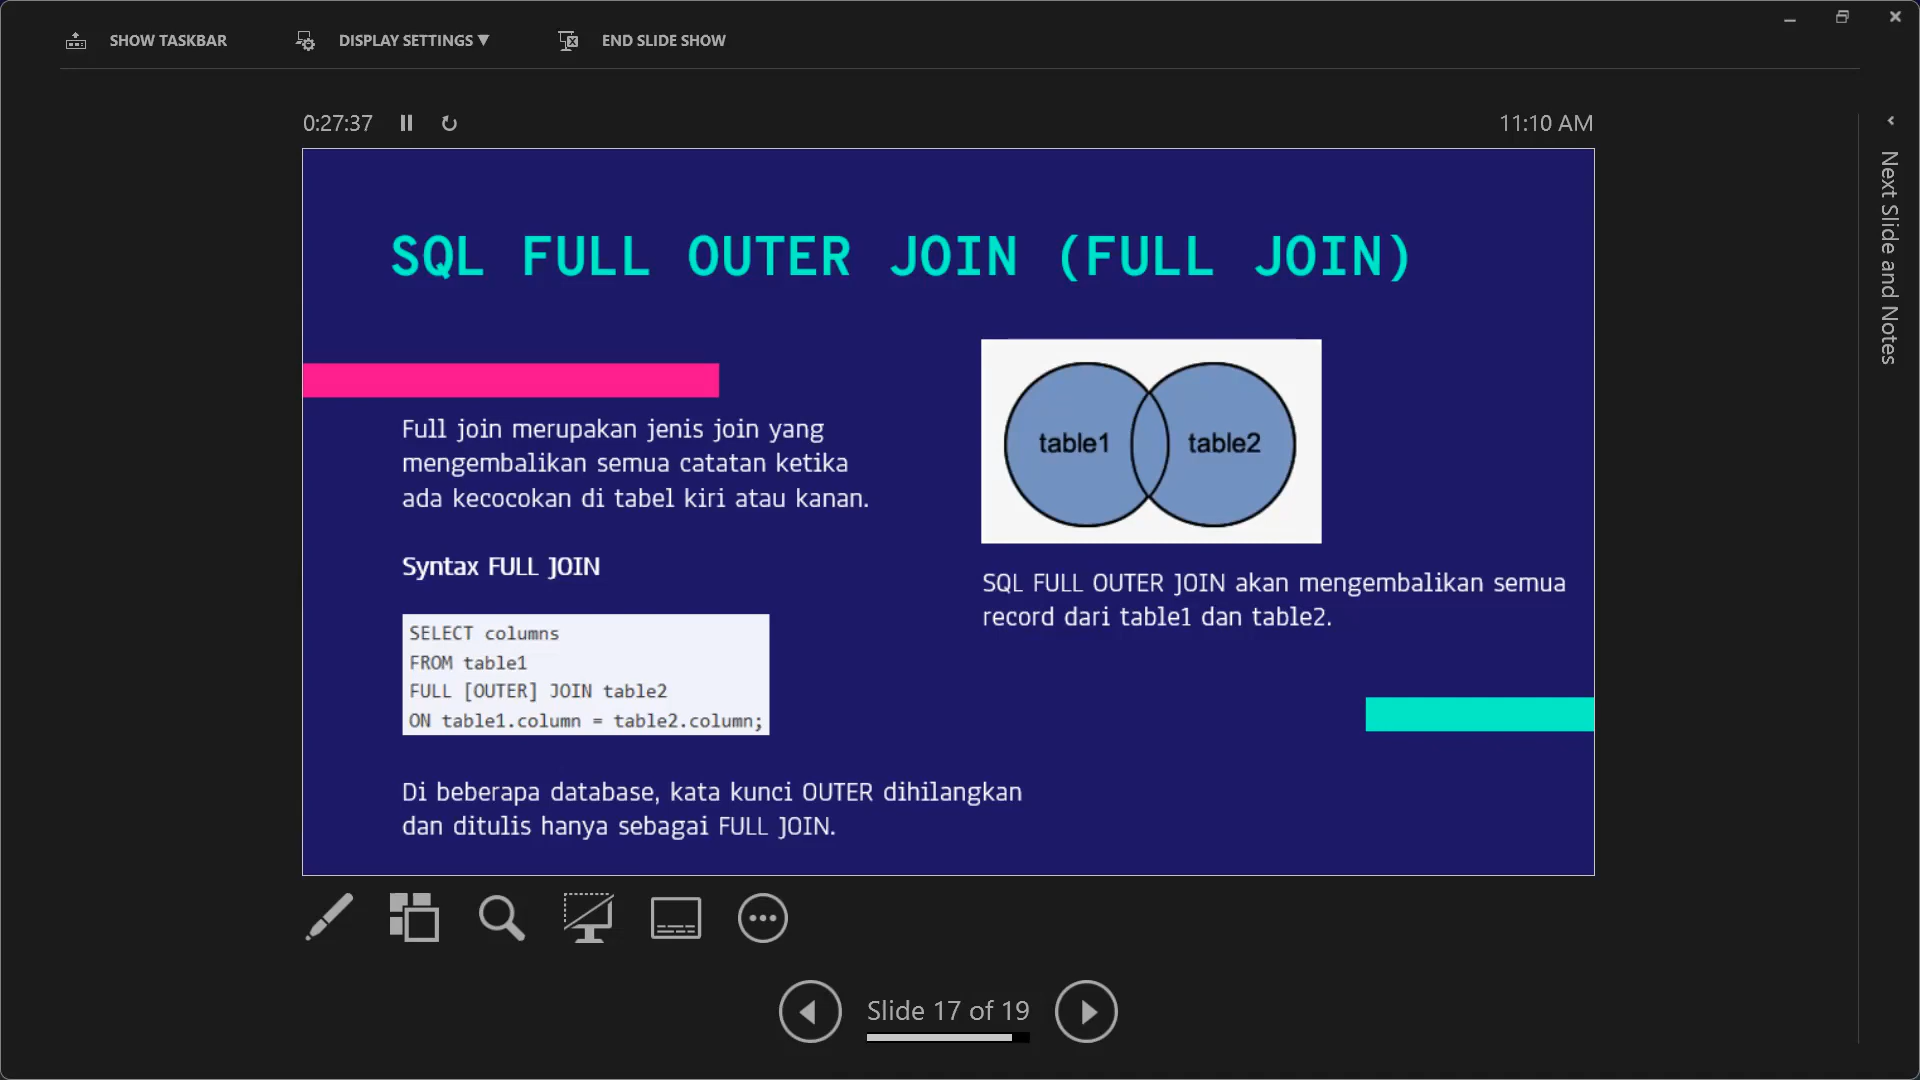 SHOW TASKBAR
DISPLAY SETTINGS ▼
END SLIDE SHOW
0:27:37
11:10 AM
Next Slide and Notes
SQL FULL OUTER JOIN (FULL JOIN)
Full join merupakan jenis join yang
mengembalikan semua catatan ketika
ada kecocokan di tabel kiri atau kanan.
Syntax FULL JOIN
SELECT columns
FROM table1
FULL [OUTER] JOIN table2
ON table1.column = table2.column;
Di beberapa database, kata kunci OUTER dihilangkan
dan ditulis hanya sebagai FULL JOIN.
table1
table2
SQL FULL OUTER JOIN akan mengembalikan semua
record dari table1 dan table2.
Slide 17 of 19